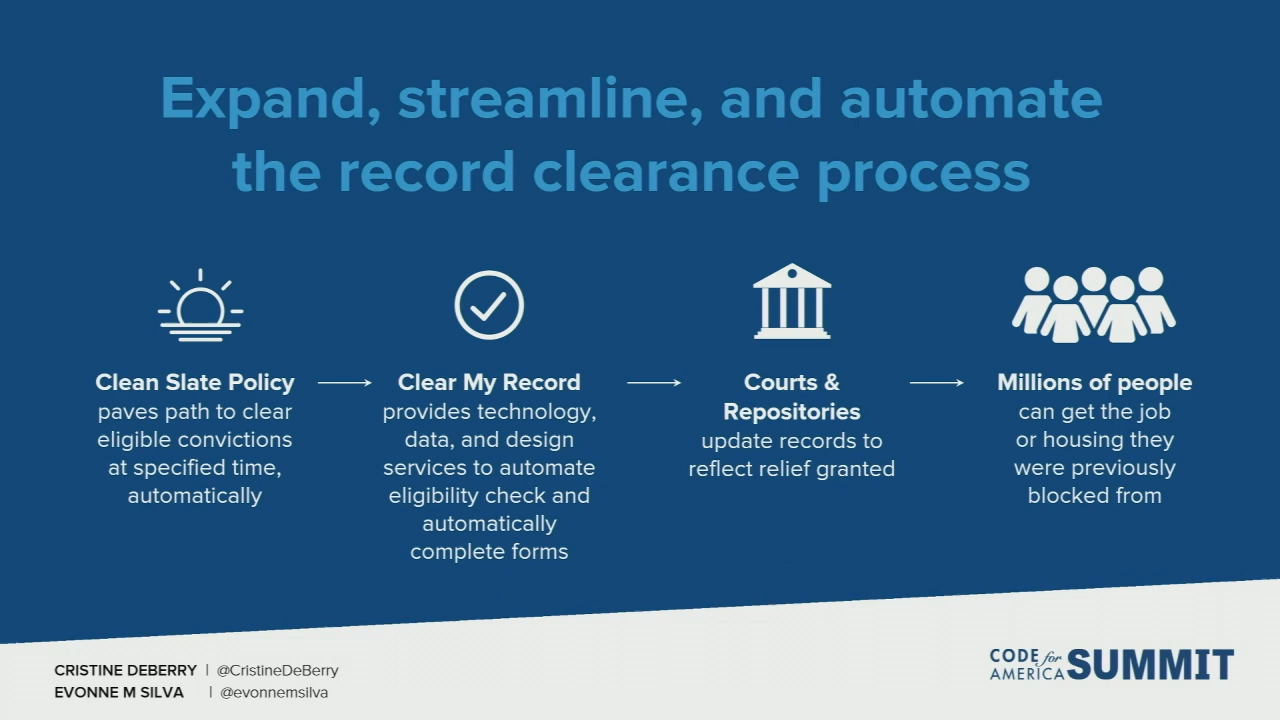 Expand, streamline, and automate
the record clearance process
Clean Slate Policy
paves path to clear
eligible convictions
at specified time,
automatically
Clear My Record
provides technology,
data, and design
services to automate
eligibility check and
automatically
complete forms
Courts &
Repositories
update records to
reflect relief granted
Millions of people
can get the job
or housing they
were previously
blocked from
CRISTINE DEBERRY | @CristineDeBerry
EVONNE M SILVA | @evonnemsilva
CODE for
AMERICA SUMMIT